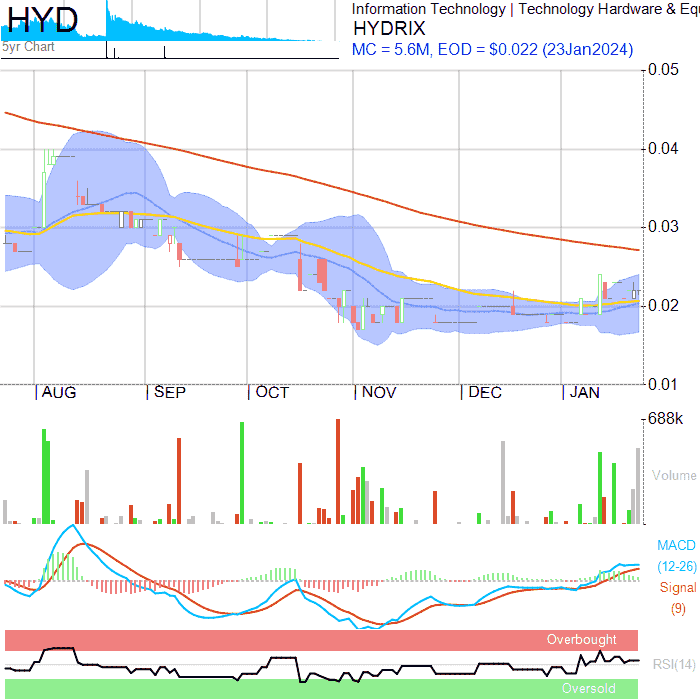 HYD
5yr Chart
Information Technology | Technology Hardware & Equ
HYDRIX
MC = 5.6M, EOD = $0.022 (23Jan2024)
0.05
0.04
0.03
0.02
0.01
AUG SEP OCT NOV DEC JAN
688k
Volume
MACD
(12-26)
Signal
(9)
Overbought
RSI(14)
Oversold